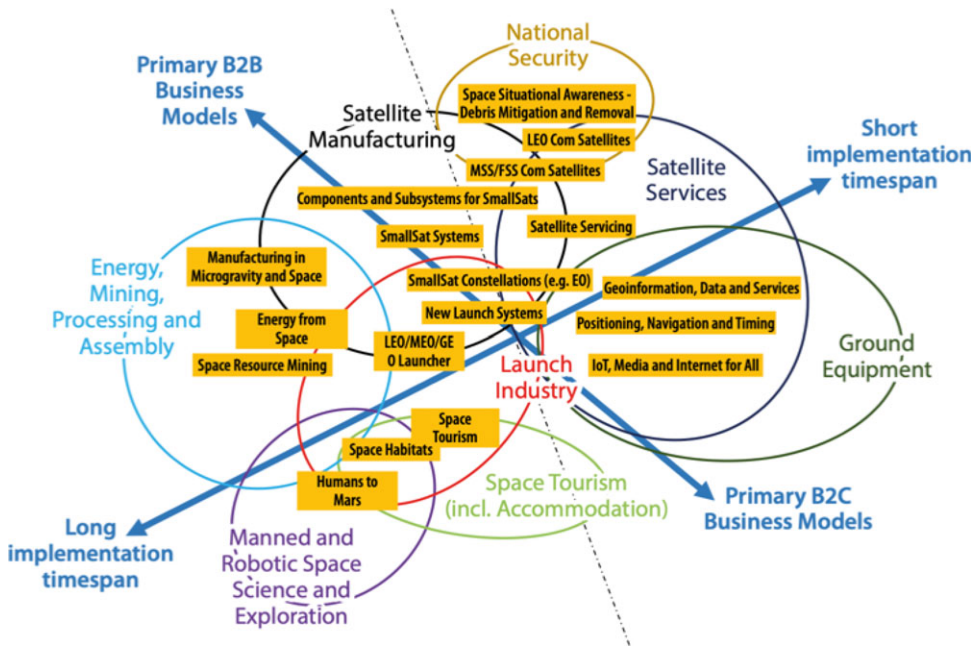 National
Security
Primary B2B
Business
Models
Space Situational Awareness -
Debris Mitigation and Removal
Satellite
Manufacturing
LEO Com Satellites
Short
implementation
timespan
MSS/FSS Com Satellites
Satellite
Services
Components and Subsystems for SmallSats
SmallSat Systems
Satellite Servicing
Manufacturing in
Microgravity and Space
Energy,
Mining,
Processing and
Assembly
SmallSat Constellations (e.g. EO)
Geoinformation, Data and Services
New Launch Systems
Positioning, Navigation and Timing
Energy from
Space
LEO/MEO/GE
O Launcher
Space Resource Mining
Launch
Industry
IoT, Media and Internet for All
Ground
Equipment
Space
Tourism
Space Habitats
Humans to
Mars
Space Tourism
(incl. Accommodation)
Primary B2C
Business Models
Long
implementation
timespan
Manned and
Robotic Space
Science and
Exploration